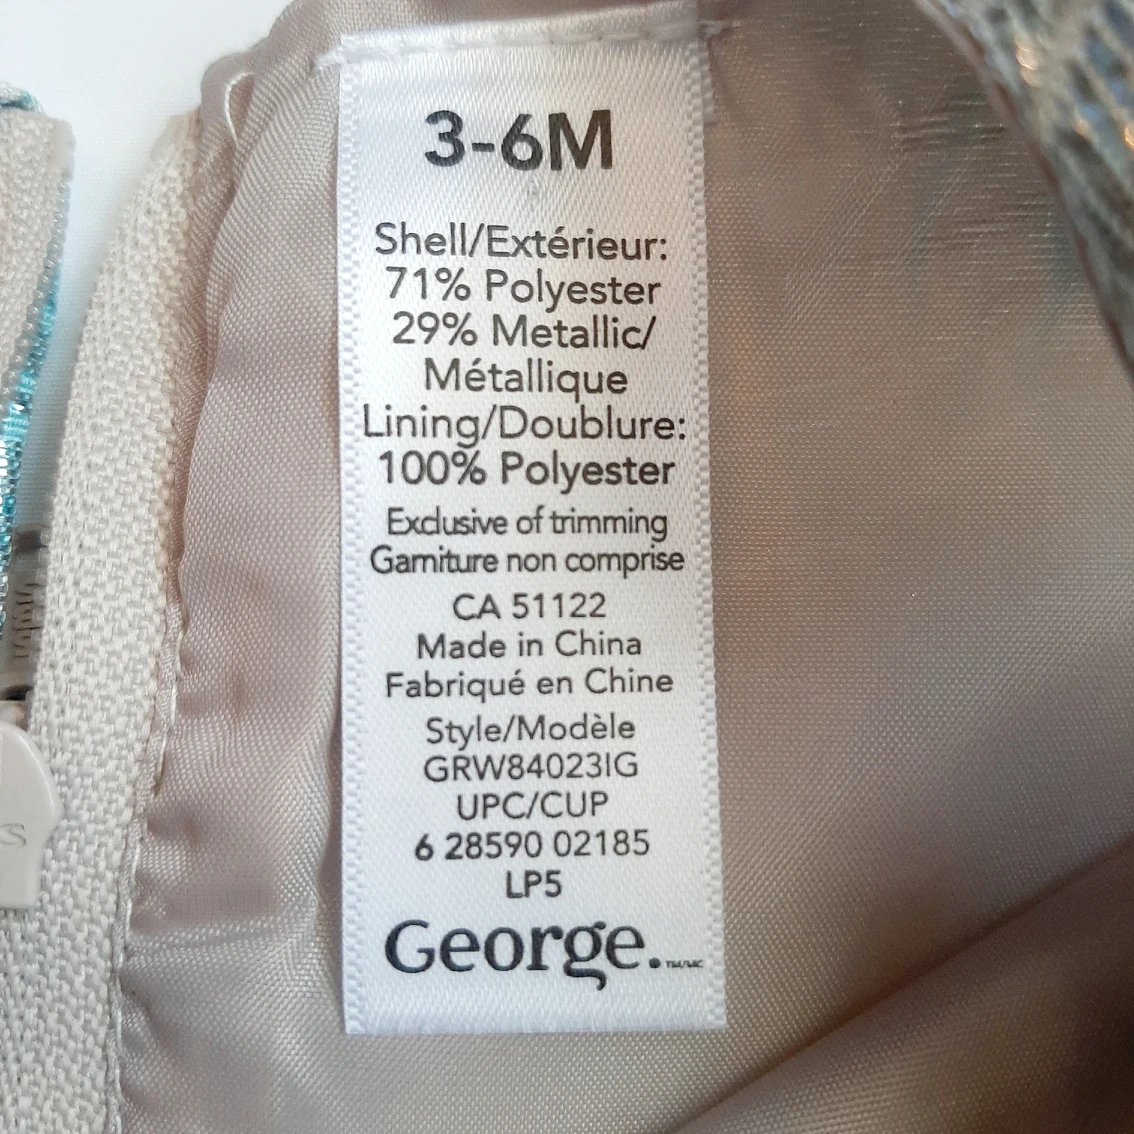 3-6M
Shell/Extérieur:
71% Polyester
29% Metallic/
Métallique
Lining/Doublure:
100% Polyester
Exclusive of trimming
Garniture non comprise
CA 51122
Made in China
Fabriqué en Chine
Style/Modèle
GRW84023IG
UPC/CUP
6 28590 02185
LP5
George.